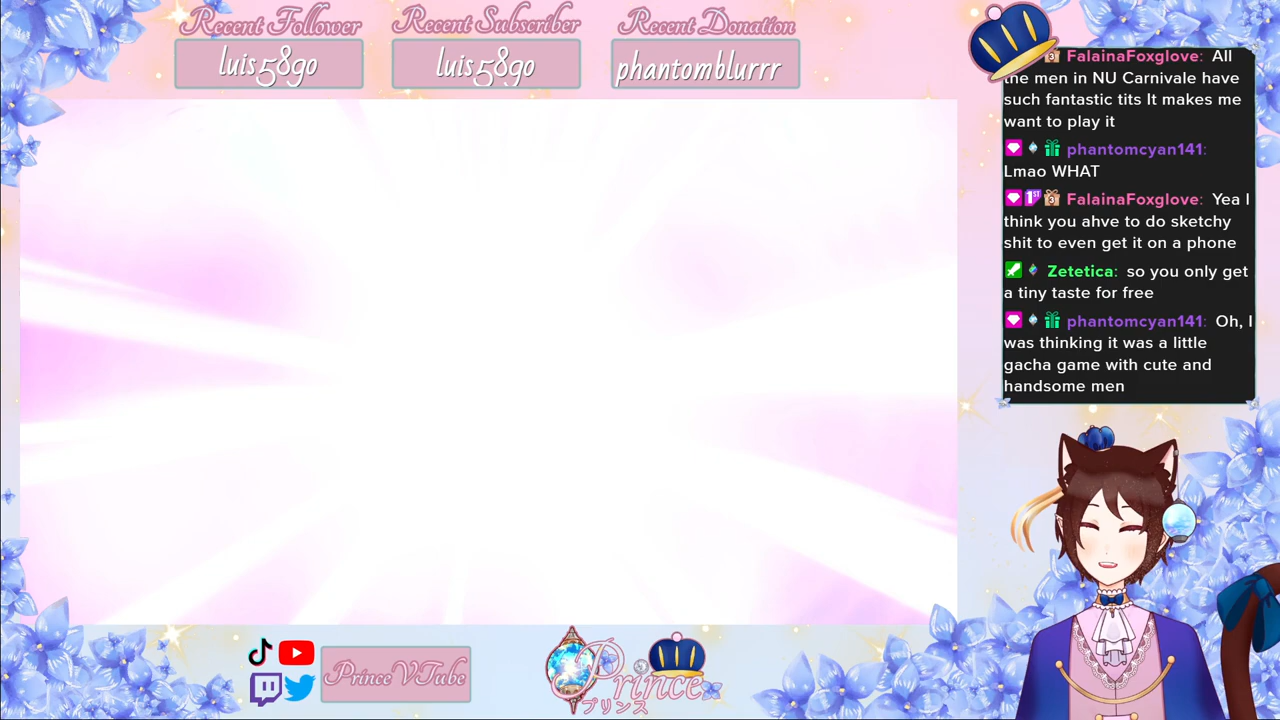 Recent Follower
Recent Subscriber
Recent Donation
luis58go
luis58go
phantomblurrr
FalainaFoxglove: All
the men in NU Carnivale have
such fantastic tits It makes me
want to play it
phantomcyan141:
Lmao WHAT
1ST FalainaFoxglove: Yea I
think you ahve to do sketchy
shit to even get it on a phone
Zetetica: so you only get
a tiny taste for free
phantomcyan141: Oh, I
was thinking it was a little
gacha game with cute and
handsome men
PrinceVTube
Prince
プリンス